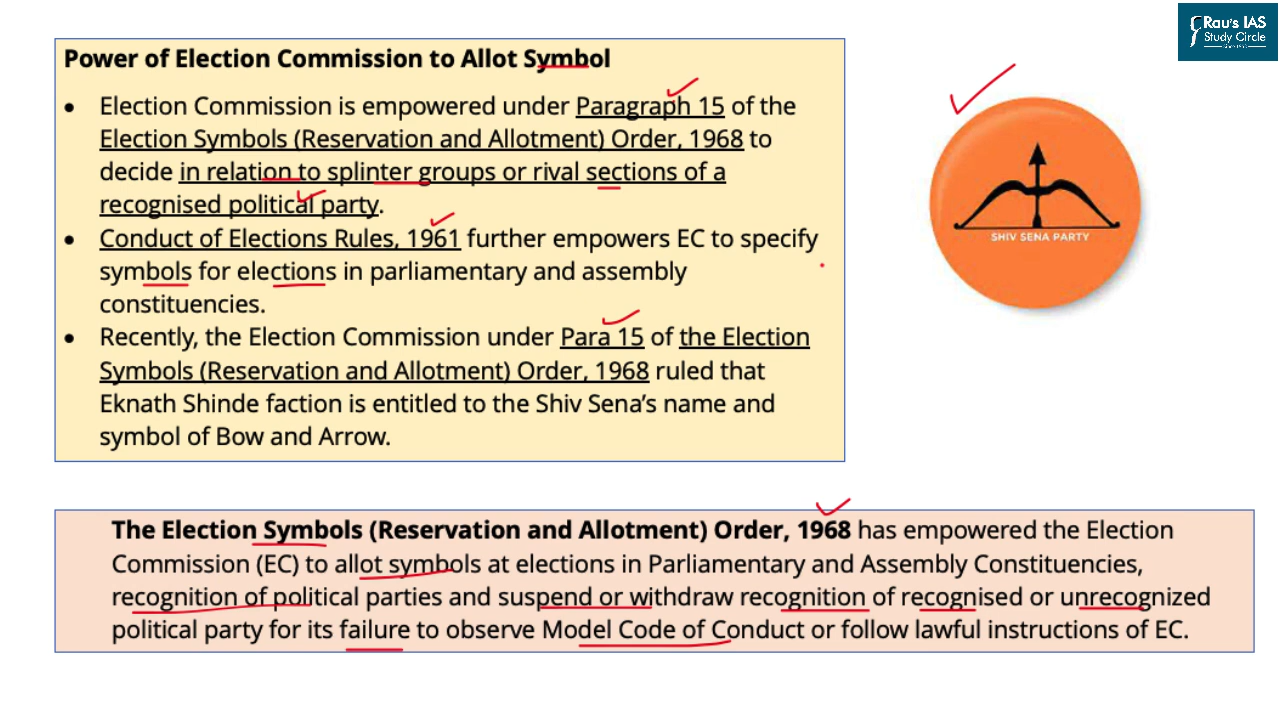 Rau's IAS
Study Circle
Power of Election Commission to Allot Symbol
• Election Commission is empowered under Paragraph 15 of the
Election Symbols (Reservation and Allotment) Order, 1968 to
decide in relation to splinter groups or rival sections of a
recognised political party.
• Conduct of Elections Rules, 1961 further empowers EC to specify
symbols for elections in parliamentary and assembly
constituencies.
• Recently, the Election Commission under Para 15 of the Election
Symbols (Reservation and Allotment) Order, 1968 ruled that
Eknath Shinde faction is entitled to the Shiv Sena's name and
symbol of Bow and Arrow.
SHIV SENA PARTY
The Election Symbols (Reservation and Allotment) Order, 1968 has empowered the Election
Commission (EC) to allot symbols at elections in Parliamentary and Assembly Constituencies,
recognition of political parties and suspend or withdraw recognition of recognised or unrecognized
political party for its failure to observe Model Code of Conduct or follow lawful instructions of EC.